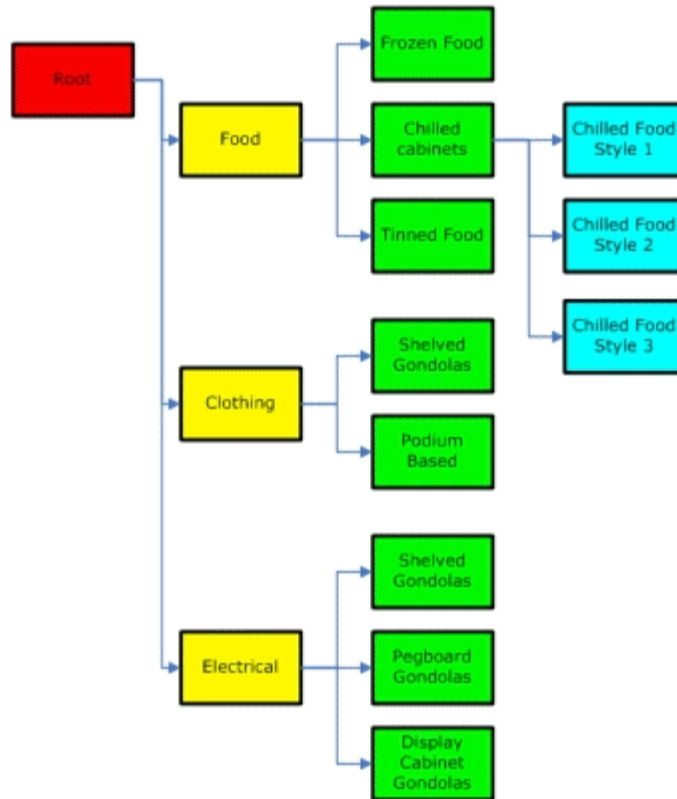 Root
Food
Frozen Food
Chilled
cabinets
Tinned Food
Chilled Food
Style 1
Chilled Food
Style 2
Chilled Food
Style 3
Clothing
Shelved
Gondolas
Podium
Based
Electrical
Shelved
Gondolas
Pegboard
Gondolas
Display
Cabinet
Gondolas